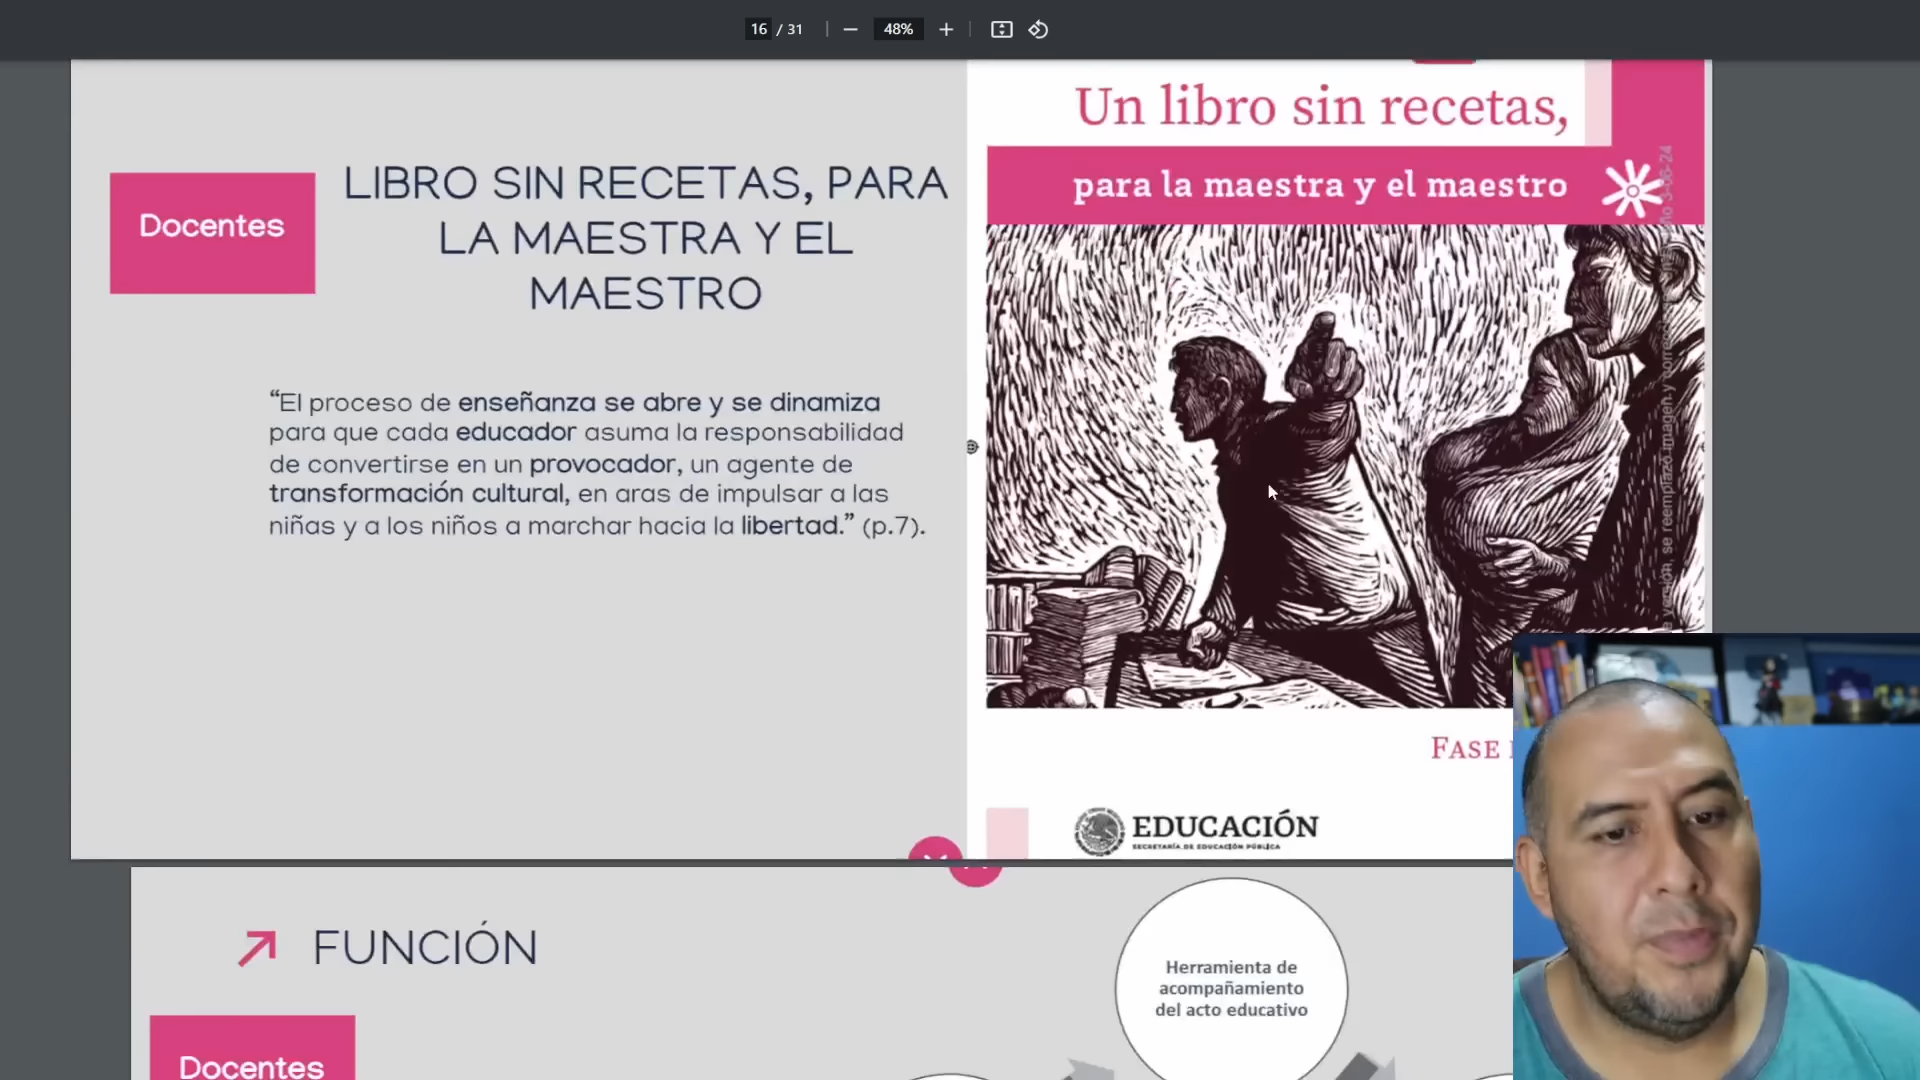 16 / 31
48%
Docentes
LIBRO SIN RECETAS, PARA
LA MAESTRA Y EL
MAESTRO
“El proceso de enseñanza se abre y se dinamiza
para que cada educador asuma la responsabilidad
de convertirse en un provocador, un agente de
transformación cultural, en aras de impulsar a las
niñas y a los niños a marchar hacia la libertad.” (p.7).
Un libro sin recetas,
para la maestra y el maestro
FASE
EDUCACIÓN
SECRETARÍA DE EDUCACIÓN PÚBLICA
FUNCIÓN
Docentes
Herramienta de
acompañamiento
del acto educativo